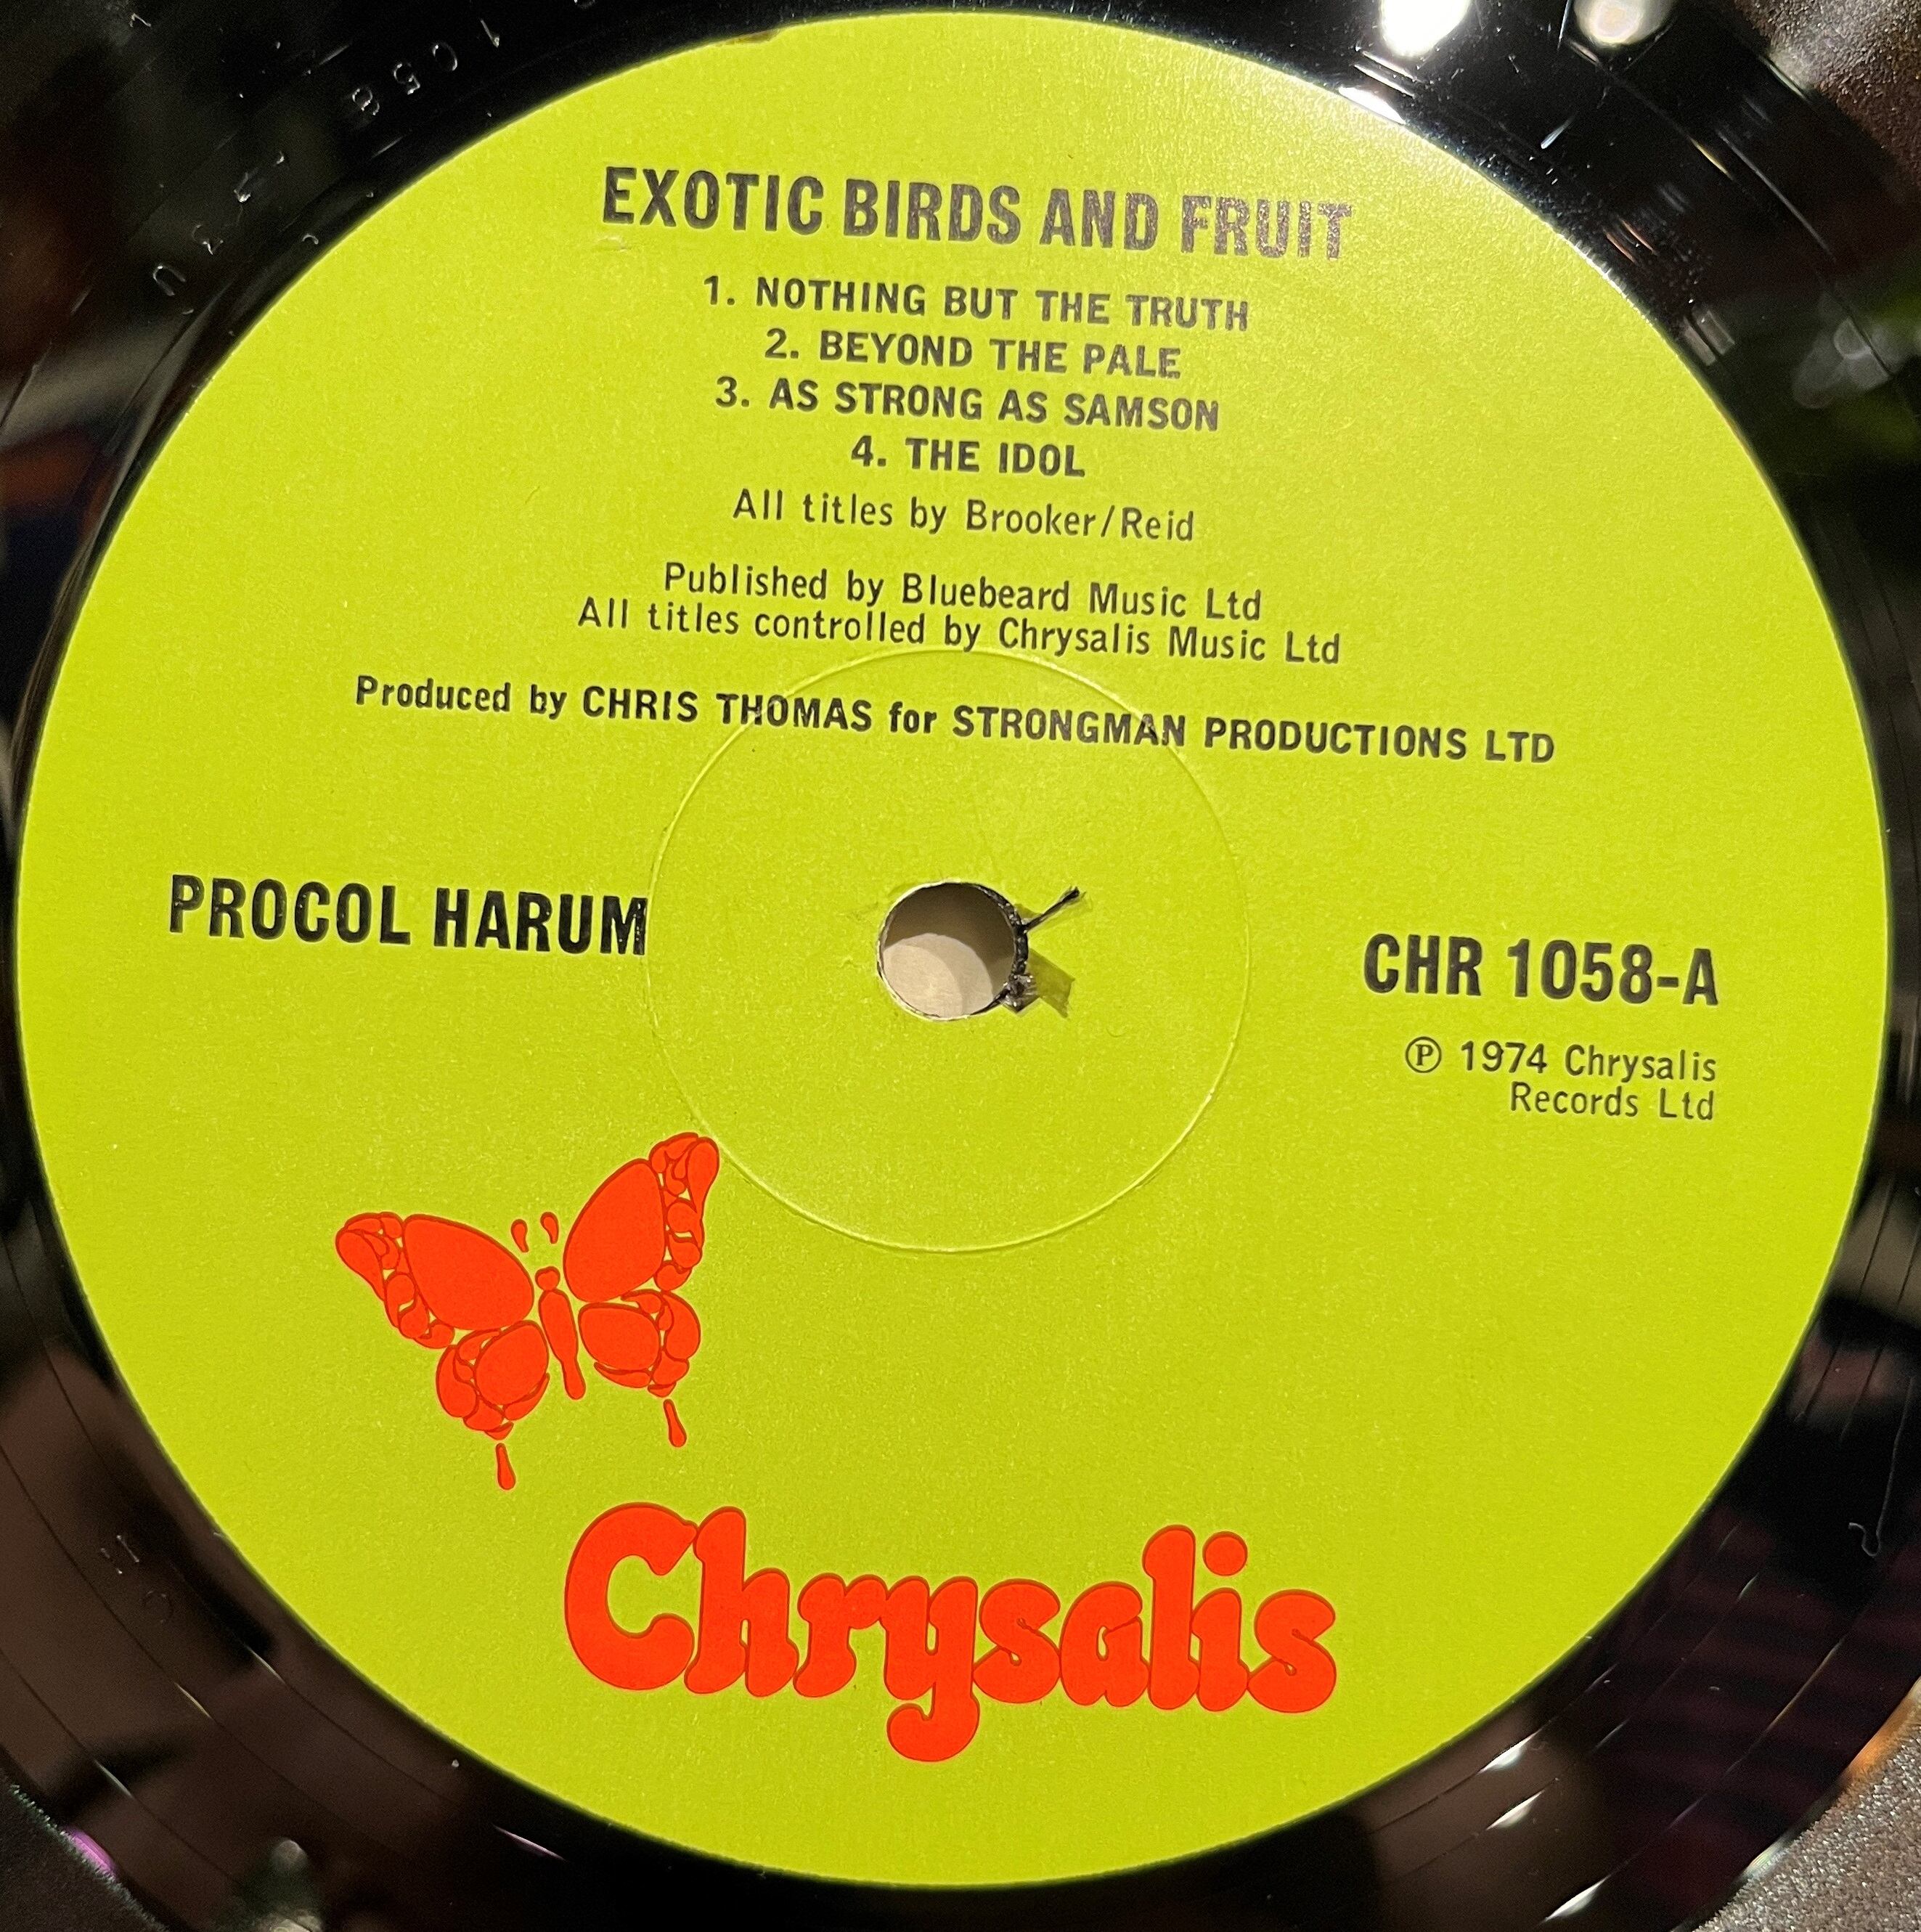 EXOTIC BIRDS AND FRUIT
1. NOTHING BUT THE TRUTH
2. BEYOND THE PALE
3. AS STRONG AS SAMSON
4. THE IDOL
All titles by Brooker/Reid
Published by Bluebeard Music Ltd
All titles controlled by Chrysalis Music Ltd
Produced by CHRIS THOMAS for STRONGMAN PRODUCTIONS LTD
PROCOL HARUM
CHR 1058-A
℗ 1974 Chrysalis
Records Ltd
Chrysalis